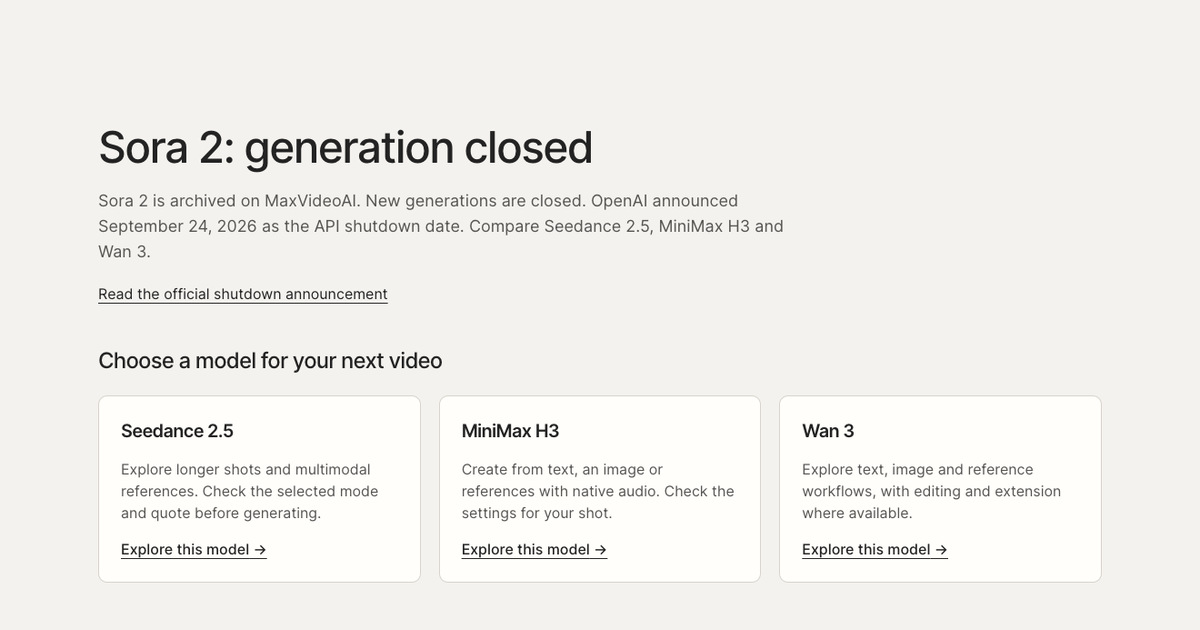 Sora 2: generation closed
Sora 2 is archived on MaxVideoAI. New generations are closed. OpenAI announced
September 24, 2026 as the API shutdown date. Compare Seedance 2.5, MiniMax H3 and
Wan 3.
Read the official shutdown announcement
Choose a model for your next video
Seedance 2.5
Explore longer shots and multimodal
references. Check the selected mode
and quote before generating.
Explore this model →
MiniMax H3
Create from text, an image or
references with native audio. Check the
settings for your shot.
Explore this model →
Wan 3
Explore text, image and reference
workflows, with editing and extension
where available.
Explore this model →